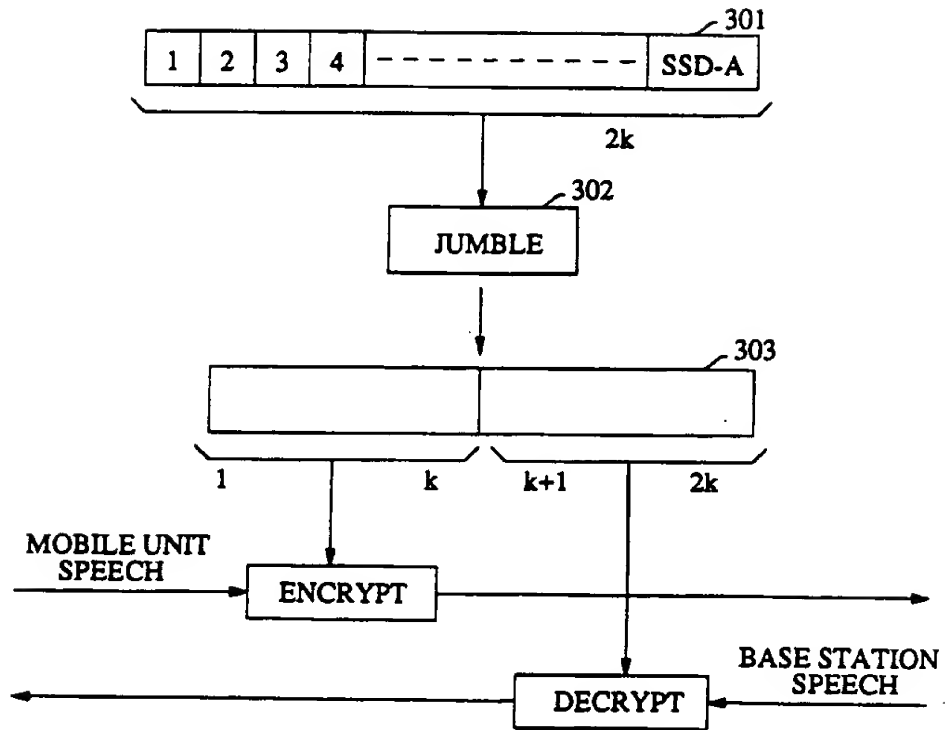 301
1 2 3 4 SSD-A
2k
302
JUMBLE
303
1 k k+1 2k
MOBILE UNIT
SPEECH
ENCRYPT
BASE STATION
SPEECH
DECRYPT